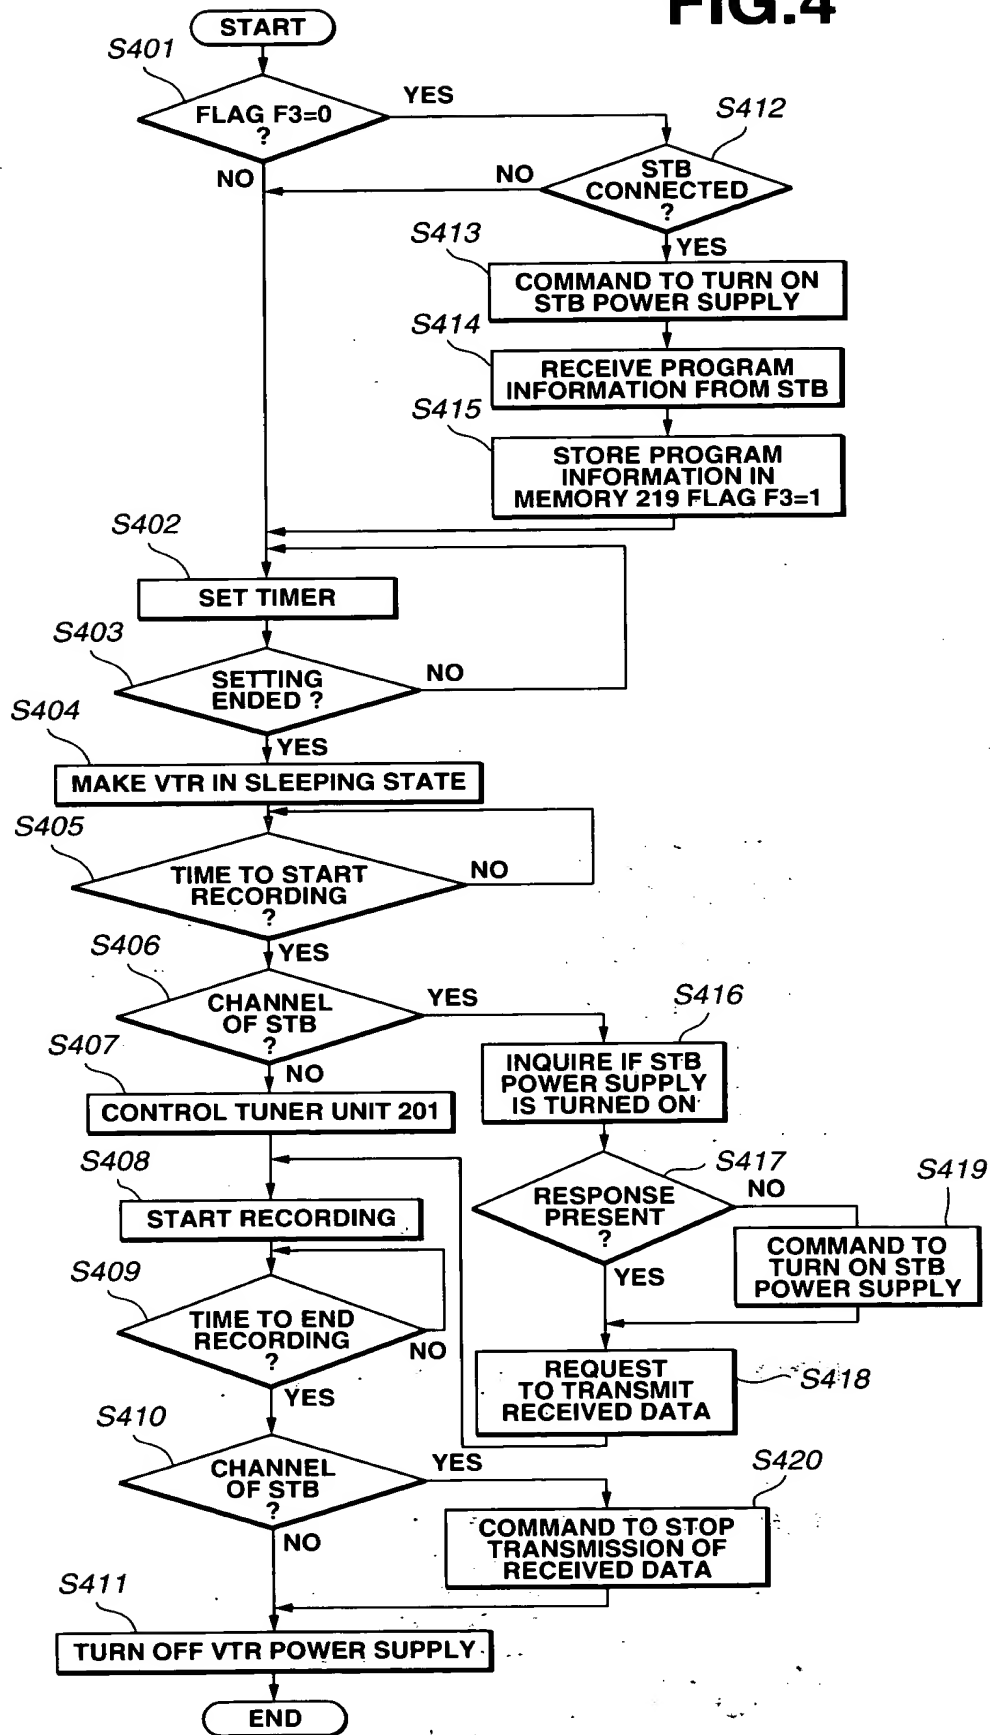 FIG.4
START
S401
FLAG F3=0
?
YES
NO
S412
STB
CONNECTED
?
NO
YES
S413
COMMAND TO TURN ON
STB POWER SUPPLY
S414
RECEIVE PROGRAM
INFORMATION FROM STB
S415
STORE PROGRAM
INFORMATION IN
MEMORY 219 FLAG F3=1
S402
SET TIMER
S403
SETTING
ENDED ?
NO
YES
S404
MAKE VTR IN SLEEPING STATE
S405
TIME TO START
RECORDING
?
NO
YES
S406
CHANNEL
OF STB
?
YES
NO
S416
INQUIRE IF STB
POWER SUPPLY
IS TURNED ON
S407
CONTROL TUNER UNIT 201
S417
RESPONSE
PRESENT
?
NO
YES
S419
COMMAND TO
TURN ON STB
POWER SUPPLY
S408
START RECORDING
S409
TIME TO END
RECORDING
?
NO
YES
S418
REQUEST
TO TRANSMIT
RECEIVED DATA
S410
CHANNEL
OF STB
?
YES
NO
S420
COMMAND TO STOP
TRANSMISSION OF
RECEIVED DATA
S411
TURN OFF VTR POWER SUPPLY
END